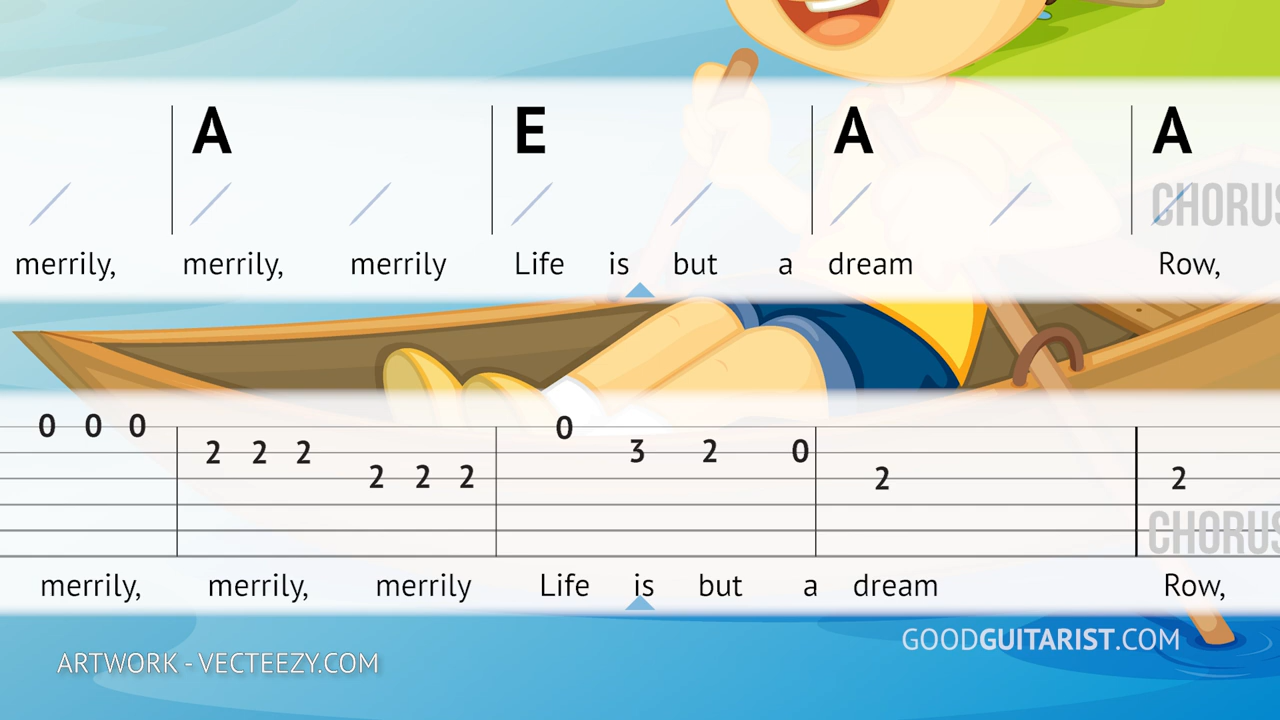 A E A A
CHORUS
merrily, merrily, merrily Life is but a dream Row,
0 0 0 2 2 2 2 2 2 0 3 2 0 2 2
CHORUS
merrily, merrily, merrily Life is but a dream Row,
GOODGUITARIST.COM
ARTWORK - VECTEEZY.COM